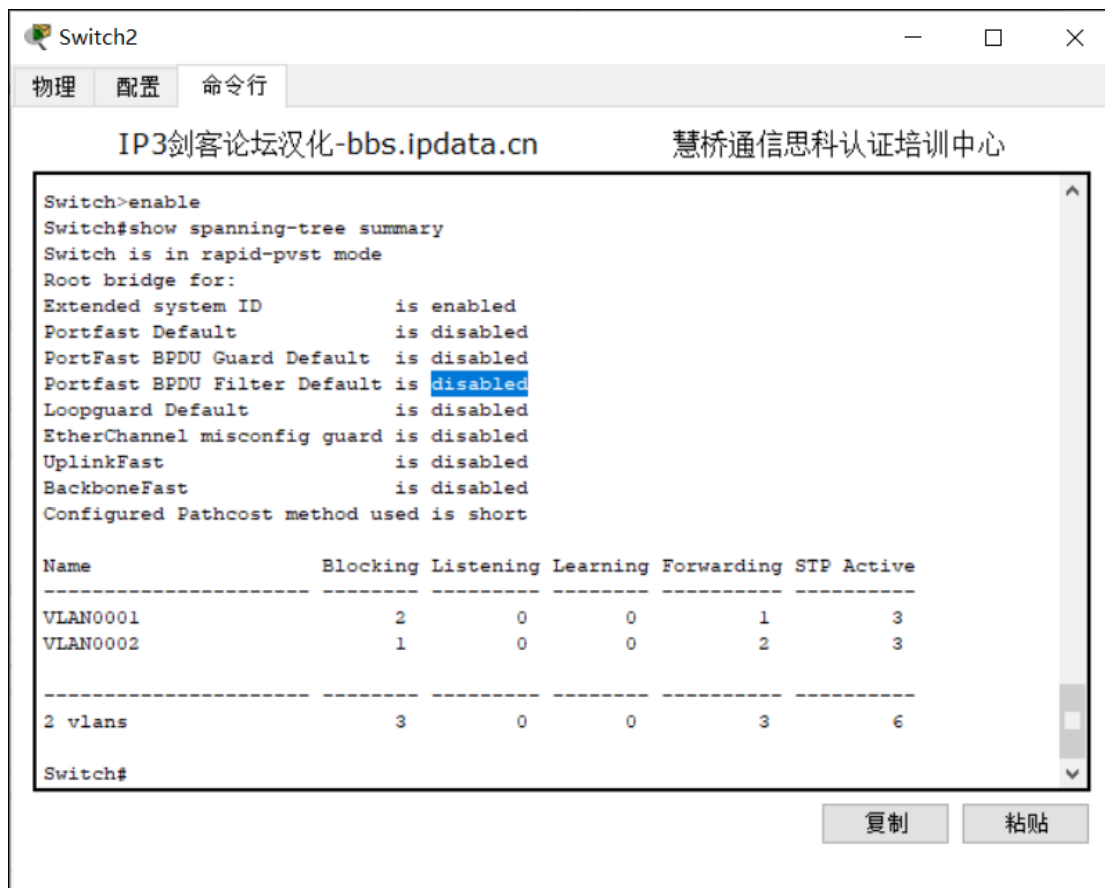 Switch2
物理 配置 命令行
IP3剑客论坛汉化-bbs.ipdata.cn 慧桥通信思科认证培训中心
Switch>enable
Switch#show spanning-tree summary
Switch is in rapid-pvst mode
Root bridge for:
Extended system ID is enabled
Portfast Default is disabled
PortFast BPDU Guard Default is disabled
Portfast BPDU Filter Default is disabled
Loopguard Default is disabled
EtherChannel misconfig guard is disabled
UplinkFast is disabled
BackboneFast is disabled
Configured Pathcost method used is short
Name Blocking Listening Learning Forwarding STP Active
---------------------- -------- --------- -------- ---------- ----------
VLAN0001 2 0 0 1 3
VLAN0002 1 0 0 2 3
---------------------- -------- --------- -------- ---------- ----------
2 vlans 3 0 0 3 6
Switch#
复制 粘贴